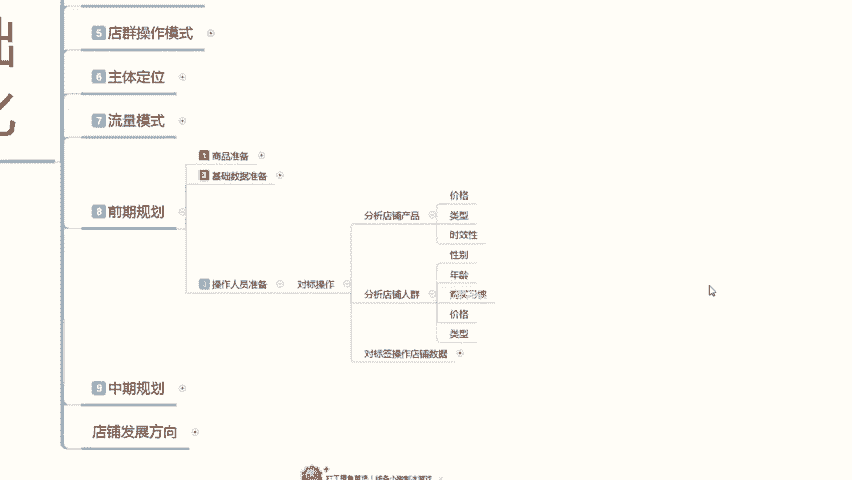 5 店群操作模式
6 主体定位
7 流量模式
8 前期规划
1 商品准备
3 基础数据准备
操作人员准备
对标操作
分析店铺产品
价格
类型
时效性
分析店铺人群
性别
年龄
购买习惯
价格
类型
对标签操作店铺数据
9 中期规划
店铺发展方向